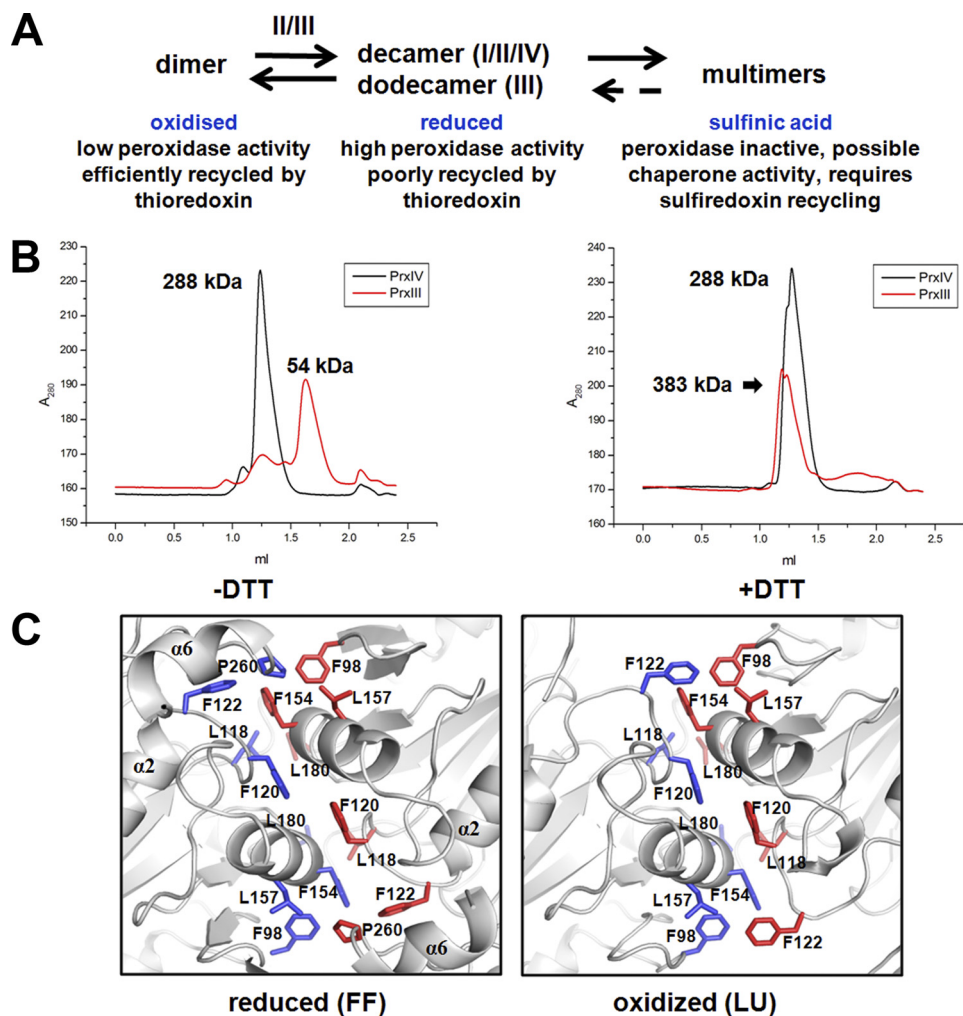 A
II/III
dimer
decamer (I/II/IV)
dodecamer (III)
multimers
oxidised
low peroxidase activity
efficiently recycled by
thioredoxin
reduced
high peroxidase activity
poorly recycled by
thioredoxin
sulfinic acid
peroxidase inactive, possible
chaperone activity, requires
sulfiredoxin recycling
B
230
220
210
200
190
180
170
160
150
A280
288 kDa
54 kDa
PrxIV
PrxIII
0.0 0.5 1.0 1.5 2.0 2.5
ml
-DTT
240
230
220
210
200
190
180
170
160
A280
288 kDa
383 kDa
PrxIV
PrxIII
0.0 0.5 1.0 1.5 2.0 2.5
ml
+DTT
C
α6
P260
F98
F122
F154
L157
L118
α2
L180
F120
F120
L180
α2
L118
L157
F154
F122
F98
P260
α6
reduced (FF)
F122
F98
F154
L157
L118
L180
F120
F120
L180
L118
L157
F154
F98
F122
oxidized (LU)